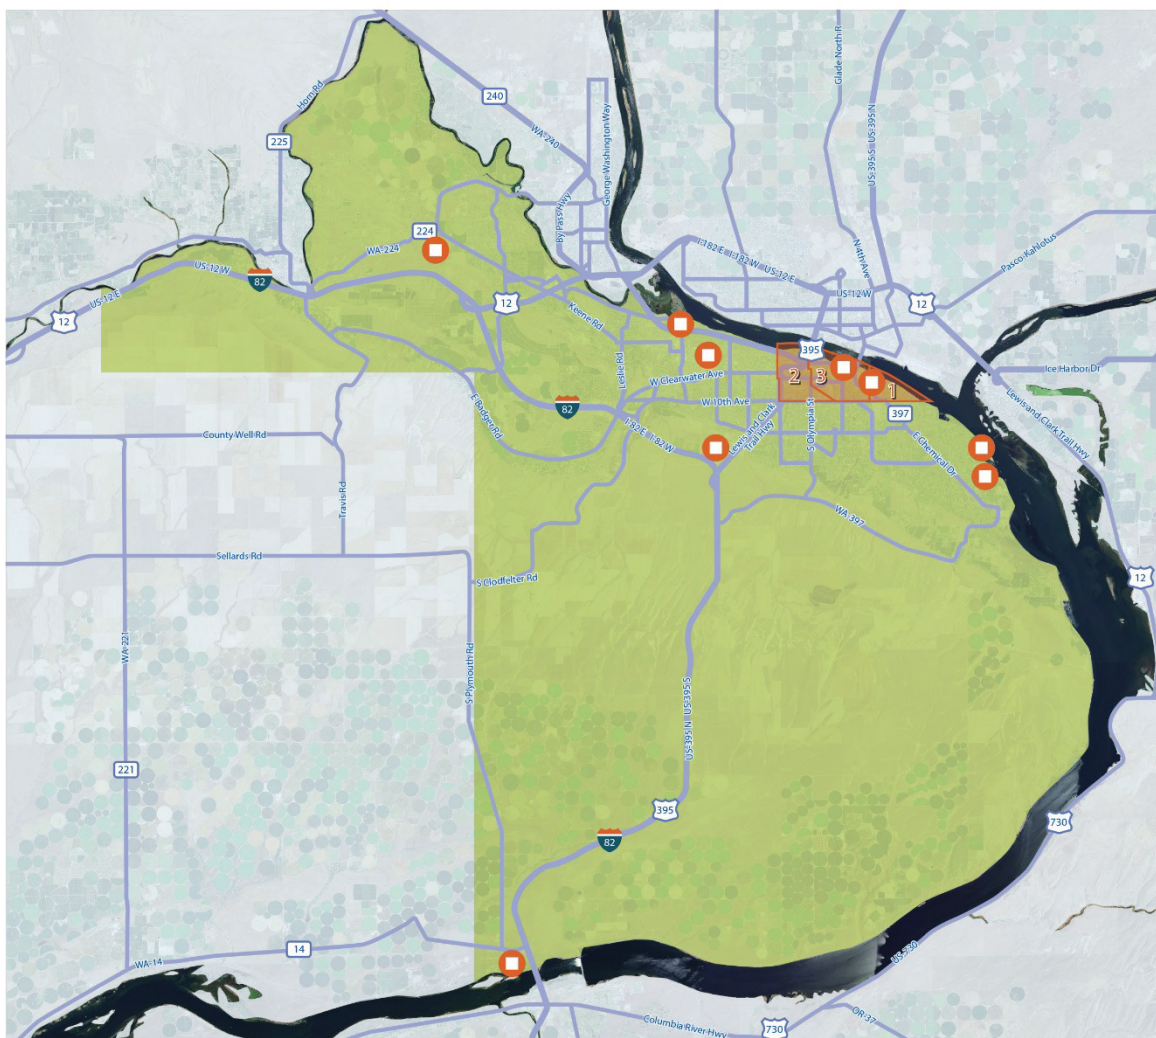 Horn Rd
240
WA-240
225
George Washington Way
Glade North R
US-395 S US-395 N
By Pass Hwy
224
WA-224
I-182 E I-182 W US-12 E
N 4th Ave
Pasco-Kahlotus
US-12 W
82
US-12 E
12
12
US-12 W
12
Keene Rd
395
Ice Harbor Dr
Leslie Rd
W Clearwater Ave
2
3
1
W 10th Ave
E Badger Rd
82
I-82 E I-82 W
Lewis and Clark
Trail Hwy
S Olympia St
397
E Chemical Dr
Lewis and Clark Trail Hwy
County Well Rd
Travis Rd
WA-397
Sellards Rd
S Clodfelter Rd
12
WA-221
S Plymouth Rd
US-395 N US-395 S
221
395
82
730
14
WA-14
US-730
Columbia River Hwy
730
OR-37